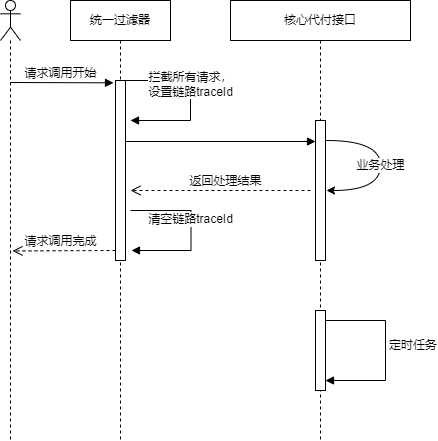 统一过滤器
核心代付接口
请求调用开始
拦截所有请求,
设置链路traceId
业务处理
返回处理结果
清空链路traceId
请求调用完成
定时任务